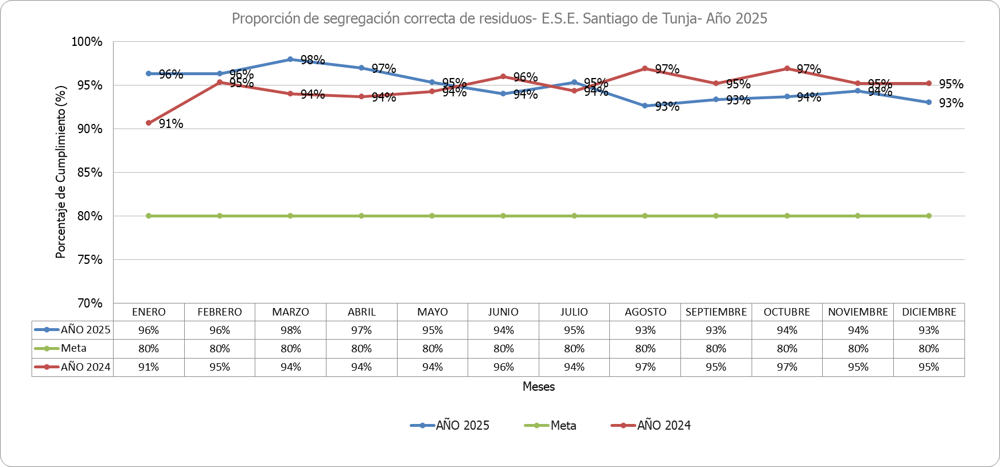 Proporción de segregación correcta de residuos- E.S.E. Santiago de Tunja- Año 2025
Porcentaje de Cumplimiento (%)
100%
95%
90%
85%
80%
75%
70%
96% 96% 98% 97% 95% 94% 95% 93% 93% 94% 94% 93%
91% 95% 94% 94% 94% 96% 94% 97% 95% 97% 95% 95%
ENERO FEBRERO MARZO ABRIL MAYO JUNIO JULIO AGOSTO SEPTIEMBRE OCTUBRE NOVIEMBRE DICIEMBRE
AÑO 2025 96% 96% 98% 97% 95% 94% 95% 93% 93% 94% 94% 93%
Meta 80% 80% 80% 80% 80% 80% 80% 80% 80% 80% 80% 80%
AÑO 2024 91% 95% 94% 94% 94% 96% 94% 97% 95% 97% 95% 95%
Meses
AÑO 2025 Meta AÑO 2024